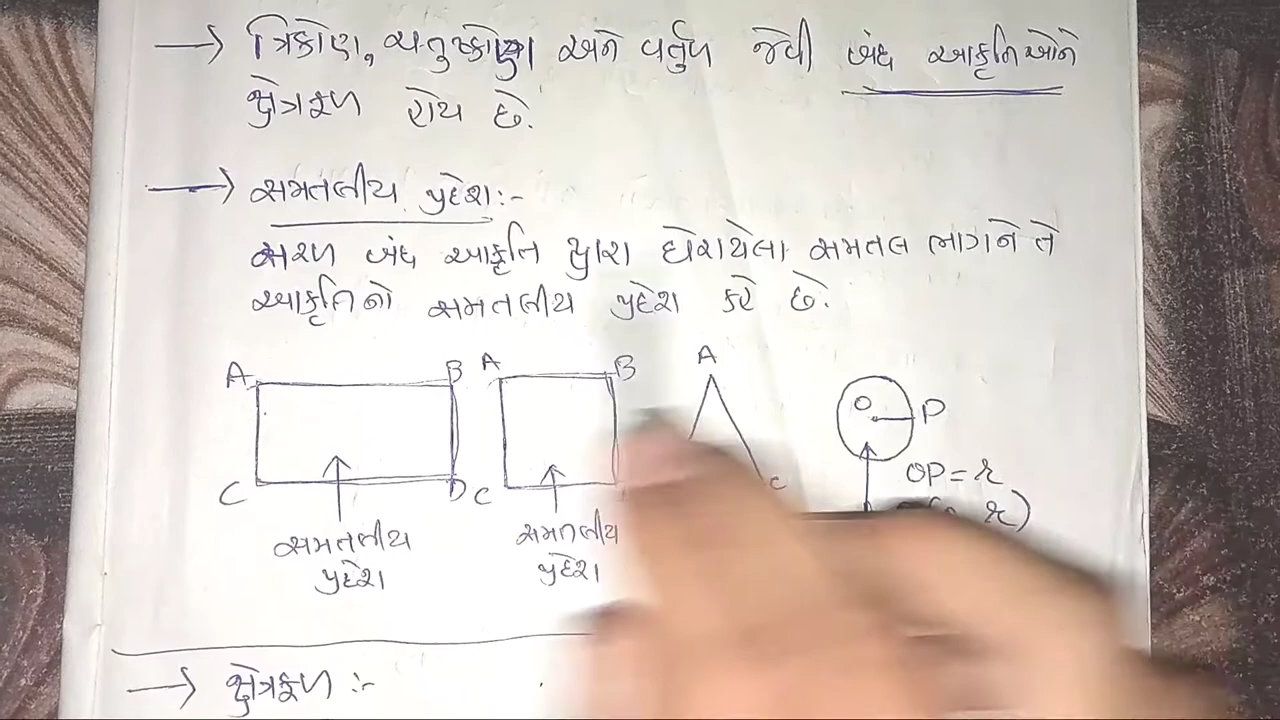 → ત્રિકોણ, ચતુષ્કોણ અને વર્તુળ જેવી બંધ આકૃતિઓને
ક્ષેત્રફળ હોય છે.
→ સમતલીય પ્રદેશ:-
સરળ બંધ આકૃતિ દ્વારા ઘેરાયેલા સમતલ ભાગને તે
આકૃતિનો સમતલીય પ્રદેશ કહે છે.
A B A B A
O P
C D C C OP = r
r)
સમતલીય સમતલીય
પ્રદેશ પ્રદેશ
→ ક્ષેત્રફળ :-